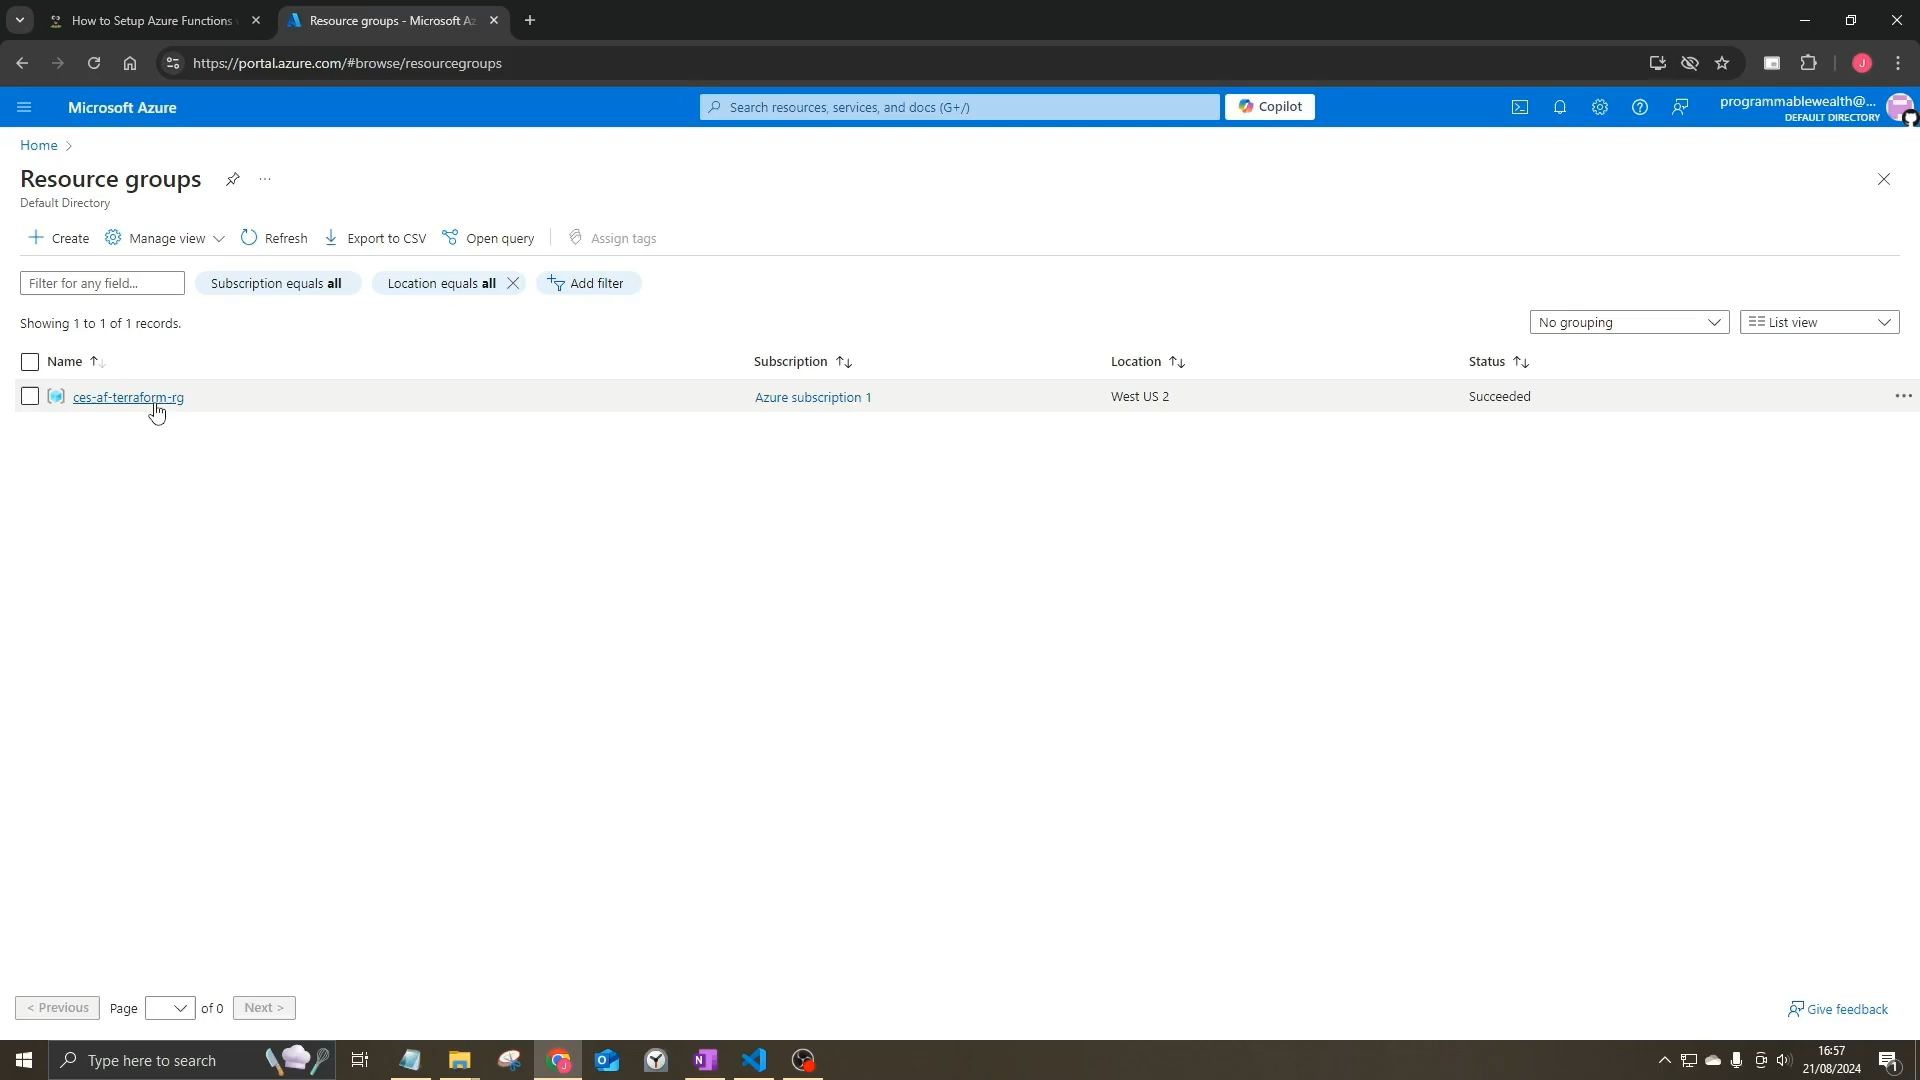 How to Setup Azure Functions
Resource groups - Microsoft Az
https://portal.azure.com/#browse/resourcegroups
J
Microsoft Azure
Search resources, services, and docs (G+/)
Copilot
programmablewealth@...
DEFAULT DIRECTORY
Home
Resource groups
Default Directory
Create
Manage view
Refresh
Export to CSV
Open query
Assign tags
Filter for any field...
Subscription equals all
Location equals all
Add filter
Showing 1 to 1 of 1 records.
No grouping
List view
Name
Subscription
Location
Status
ces-af-terraform-rg
Azure subscription 1
West US 2
Succeeded
< Previous
Page
of 0
Next >
Give feedback
Type here to search
16:57
21/08/2024
1